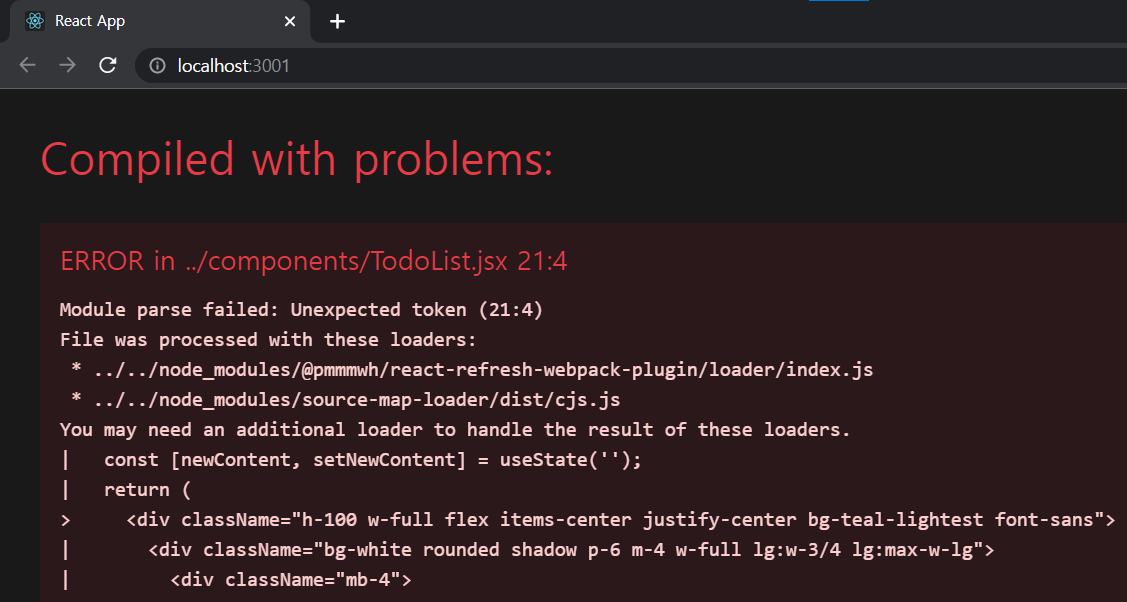 React App
localhost:3001
Compiled with problems:
ERROR in ../components/TodoList.jsx 21:4
Module parse failed: Unexpected token (21:4)
File was processed with these loaders:
 * ../../node_modules/@pmmmwh/react-refresh-webpack-plugin/loader/index.js
 * ../../node_modules/source-map-loader/dist/cjs.js
You may need an additional loader to handle the result of these loaders.
|   const [newContent, setNewContent] = useState('');
|   return (
>     <div className="h-100 w-full flex items-center justify-center bg-teal-lightest font-sans">
|       <div className="bg-white rounded shadow p-6 m-4 w-full lg:w-3/4 lg:max-w-lg">
|         <div className="mb-4">